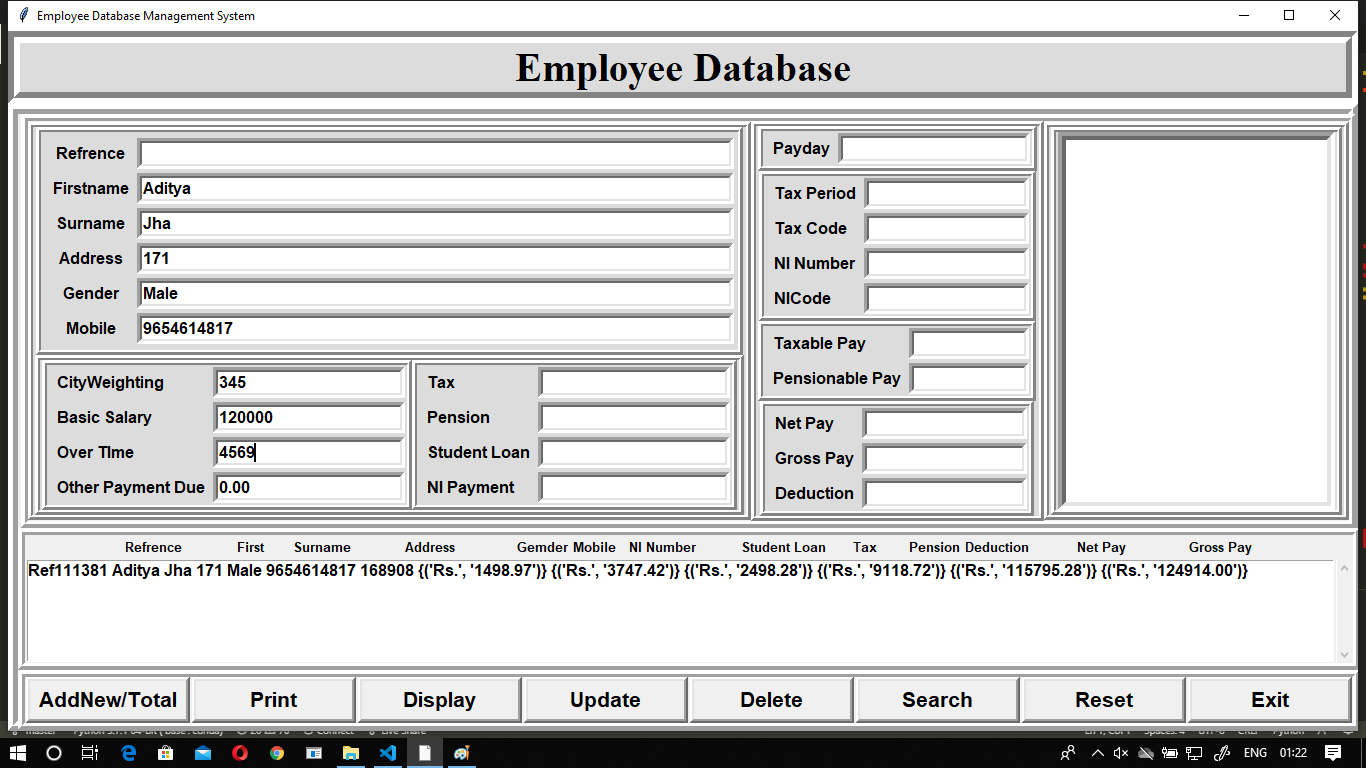 Employee Database Management System
Employee Database
Refrence
Firstname Aditya
Surname Jha
Address 171
Gender Male
Mobile 9654614817
CityWeighting 345
Basic Salary 120000
Over TIme 4569
Other Payment Due 0.00
Tax
Pension
Student Loan
NI Payment
Payday
Tax Period
Tax Code
NI Number
NICode
Taxable Pay
Pensionable Pay
Net Pay
Gross Pay
Deduction
Refrence First Surname Address Gemder Mobile NI Number Student Loan Tax Pension Deduction Net Pay Gross Pay
Ref111381 Aditya Jha 171 Male 9654614817 168908 {('Rs.', '1498.97')} {('Rs.', '3747.42')} {('Rs.', '2498.28')} {('Rs.', '9118.72')} {('Rs.', '115795.28')} {('Rs.', '124914.00')}
AddNew/Total Print Display Update Delete Search Reset Exit
ENG 01:22